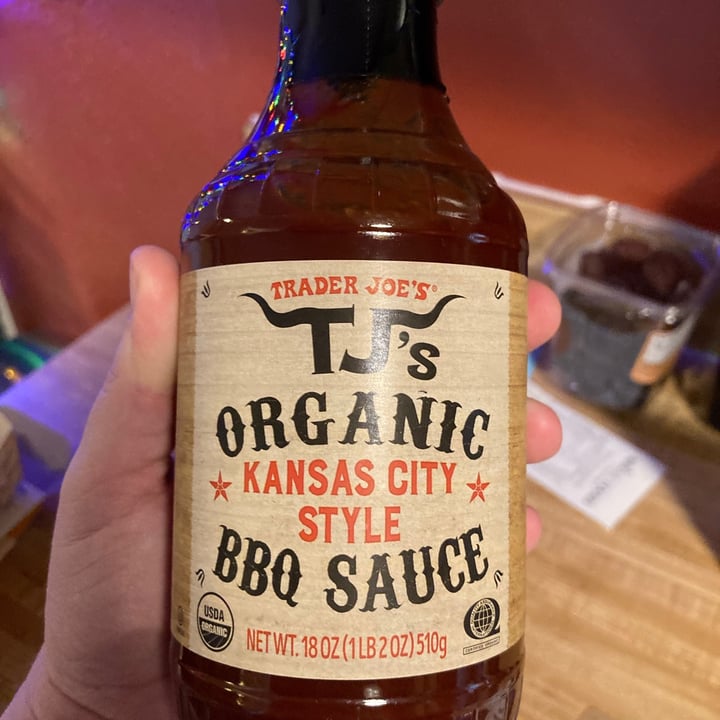 TRADER JOE'S®
TJ's
ORGANIC
KANSAS CITY
STYLE
BBQ SAUCE
USDA
ORGANIC
NET WT. 18 OZ (1 LB 2 OZ) 510g